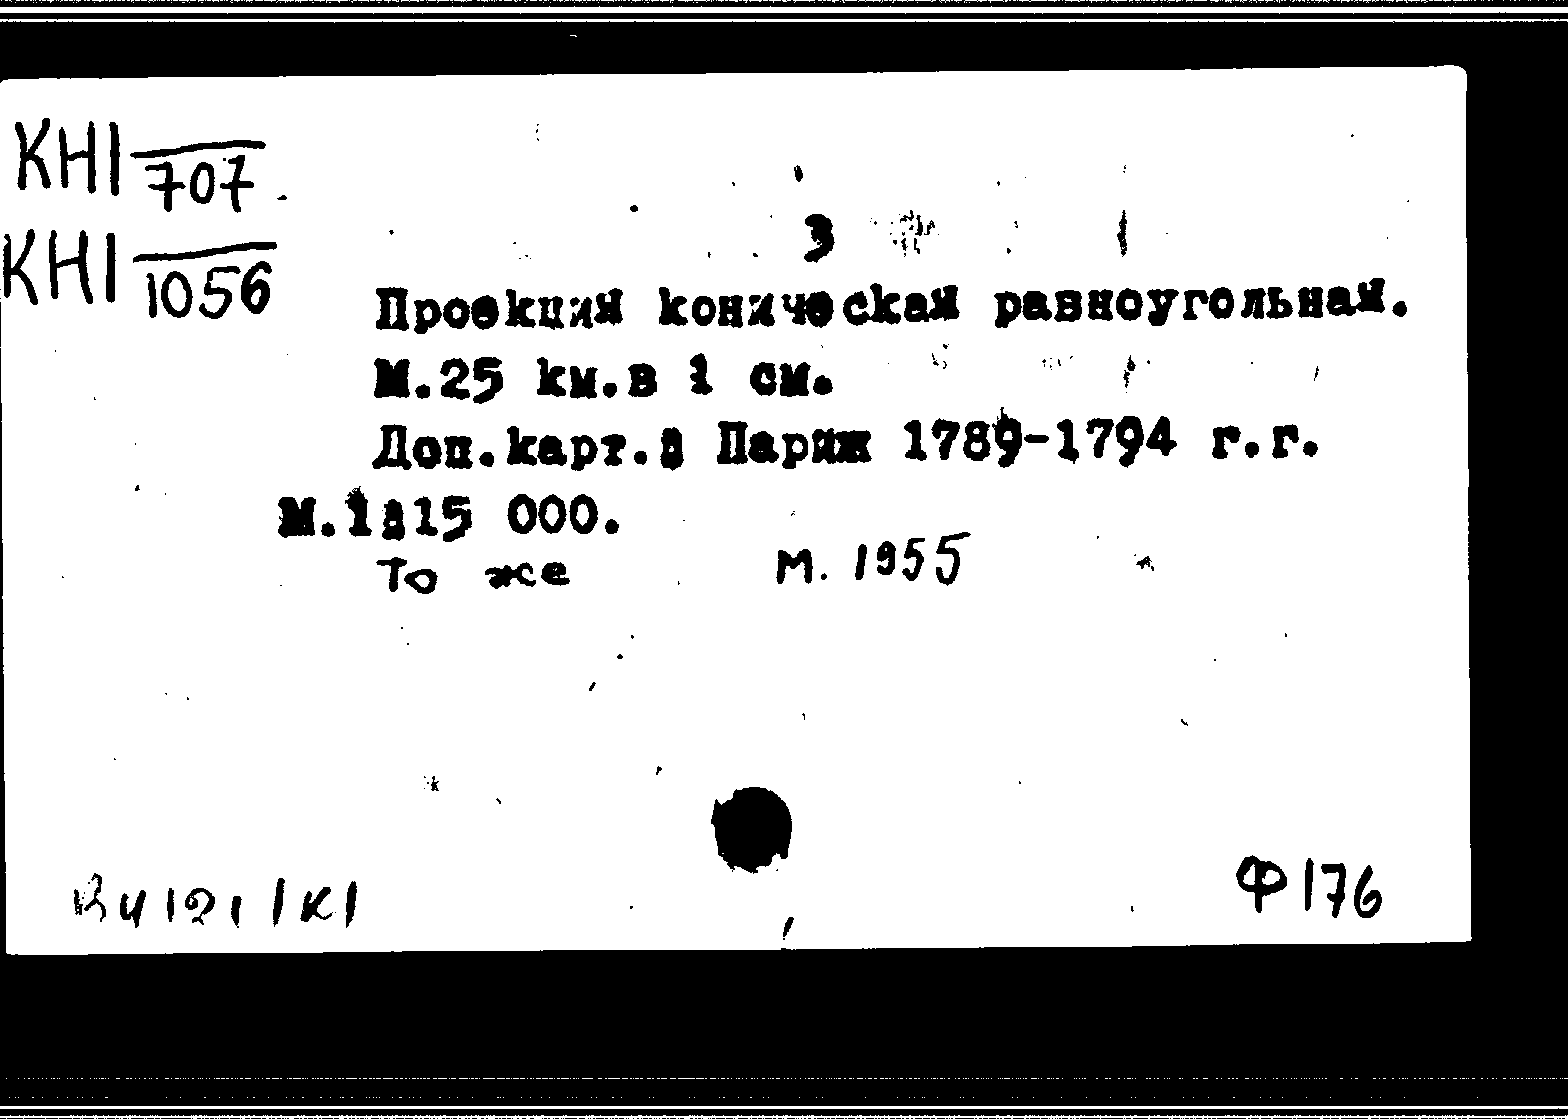 КН1 707
КН1 1056
3
Проекция коническая равноугольная.
М.25 км.в 1 см.
Доп.карт.: Париж 1789-1794 г.г.
М.1:15 000.
То же М. 1955
Ф176